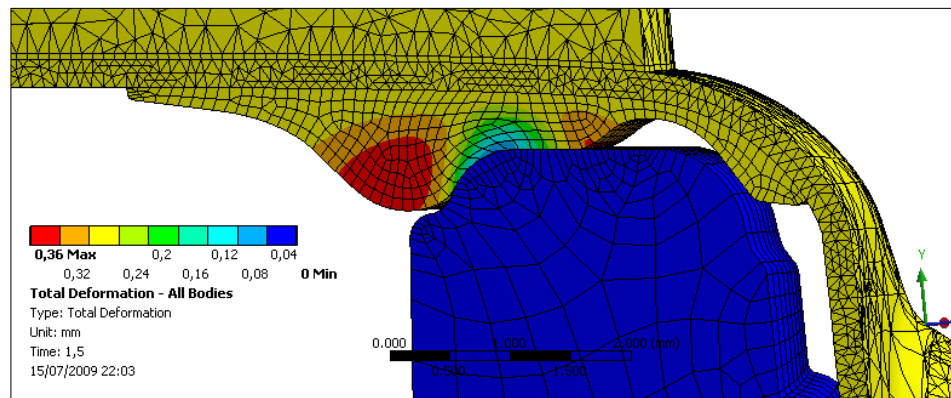 0,36 Max 0,2 0,12 0,04
0,32 0,24 0,16 0,08 0 Min
Total Deformation - All Bodies
Type: Total Deformation
Unit: mm
Time: 1,5
15/07/2009 22:03
0.000 1.000 2.000 (mm)
0.500 1.500
Y